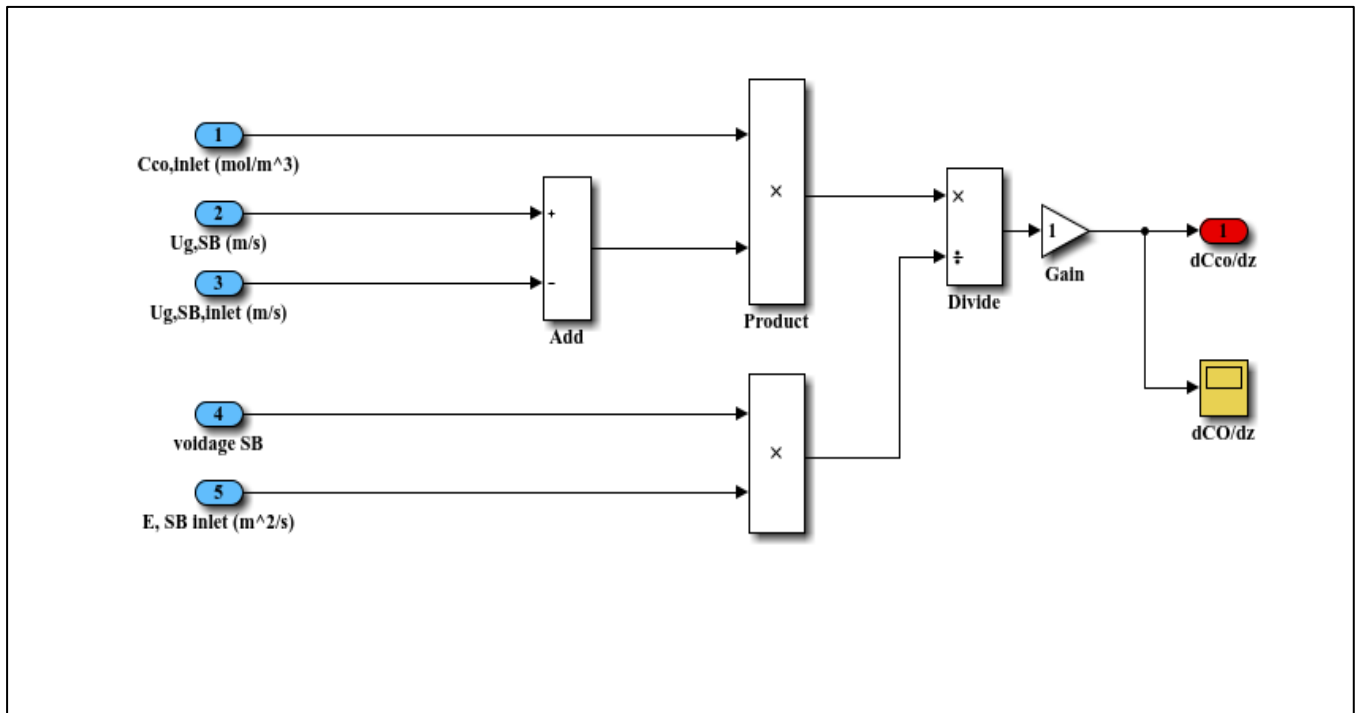 1
Cco,inlet (mol/m^3)
2
Ug,SB (m/s)
3
Ug,SB,inlet (m/s)
+
−
Add
×
Product
4
voidage SB
5
E, SB inlet (m^2/s)
×
×
÷
Divide
1
Gain
1
dCco/dz
dCO/dz